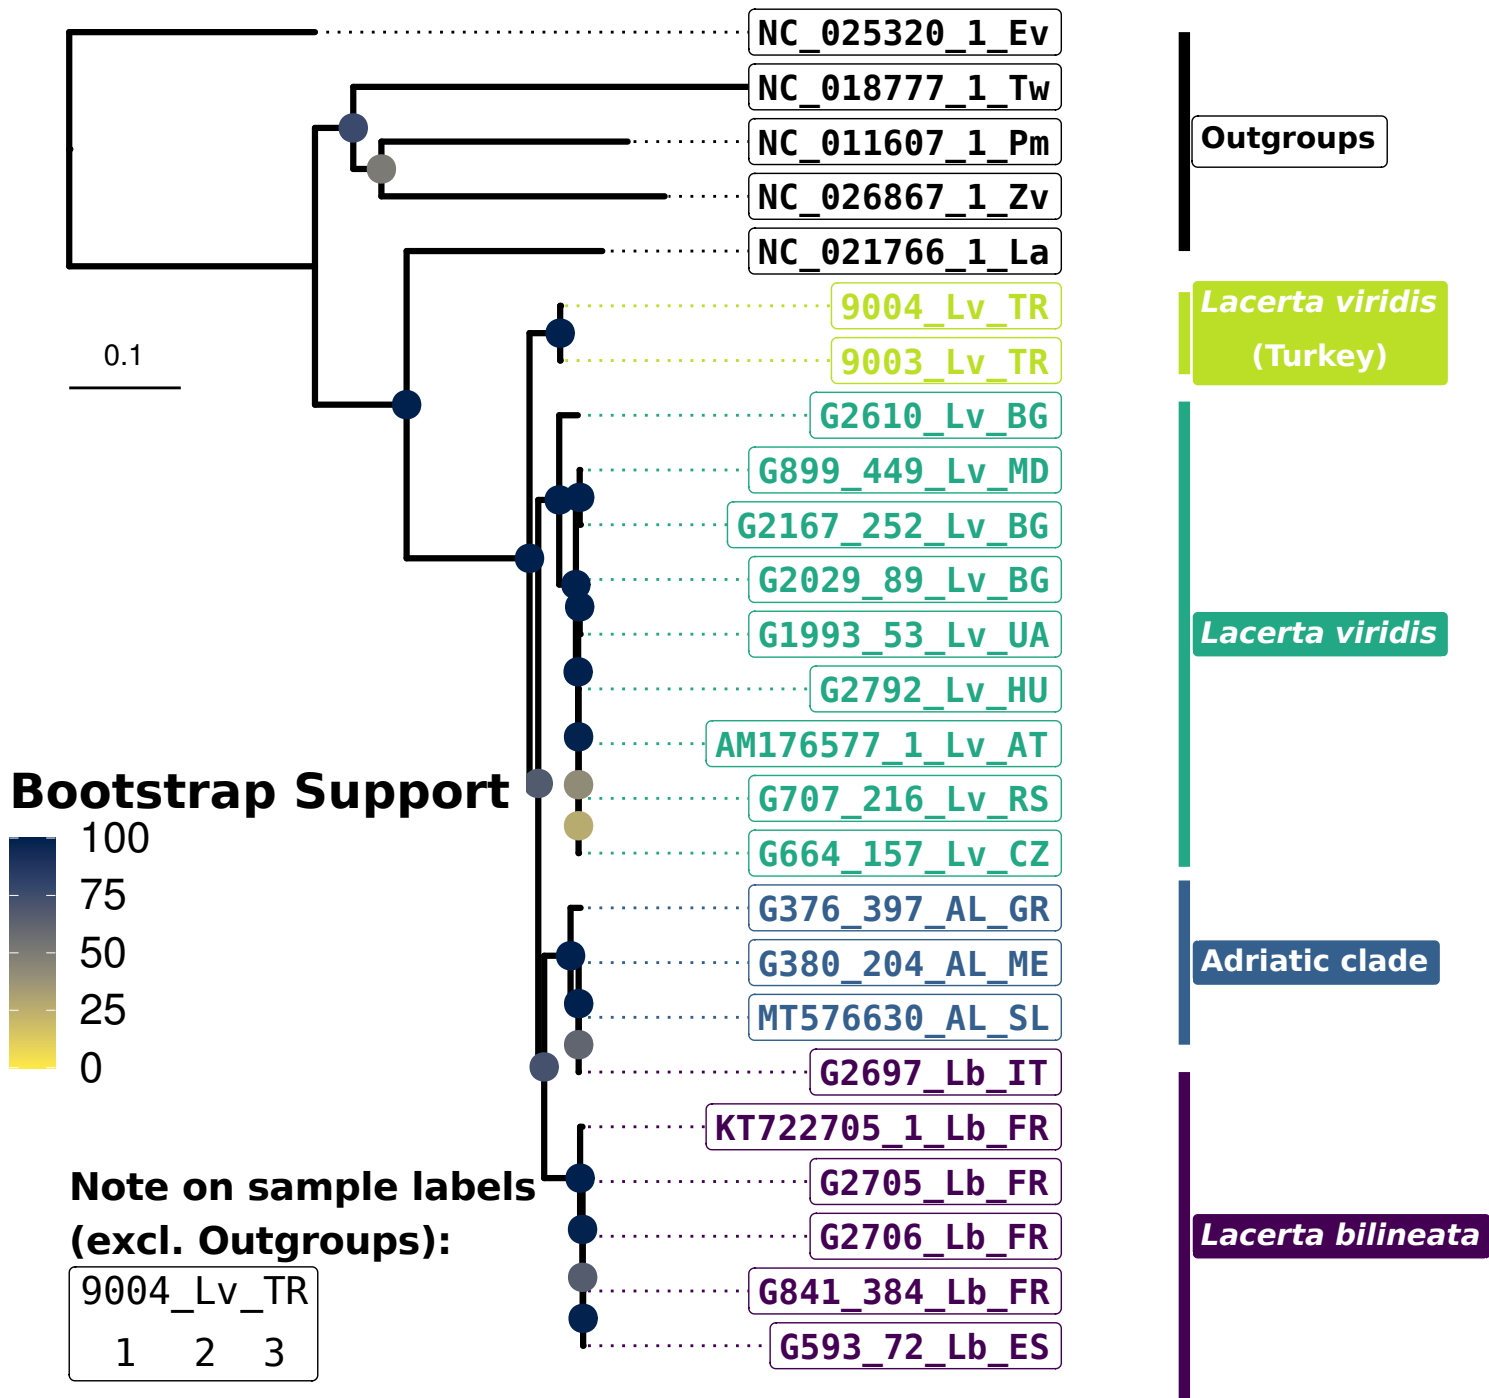 NC_025320_1_Ev
NC_018777_1_Tw
NC_011607_1_Pm
NC_026867_1_Zv
NC_021766_1_La
9004_Lv_TR
9003_Lv_TR
G2610_Lv_BG
G899_449_Lv_MD
G2167_252_Lv_BG
G2029_89_Lv_BG
G1993_53_Lv_UA
G2792_Lv_HU
AM176577_1_Lv_AT
G707_216_Lv_RS
G664_157_Lv_CZ
G376_397_AL_GR
G380_204_AL_ME
MT576630_AL_SL
G2697_Lb_IT
KT722705_1_Lb_FR
G2705_Lb_FR
G2706_Lb_FR
G841_384_Lb_FR
G593_72_Lb_ES
Outgroups
Lacerta viridis
(Turkey)
Lacerta viridis
Adriatic clade
Lacerta bilineata
0.1
Bootstrap Support
100
75
50
25
0
Note on sample labels
(excl. Outgroups):
9004_Lv_TR
1 2 3